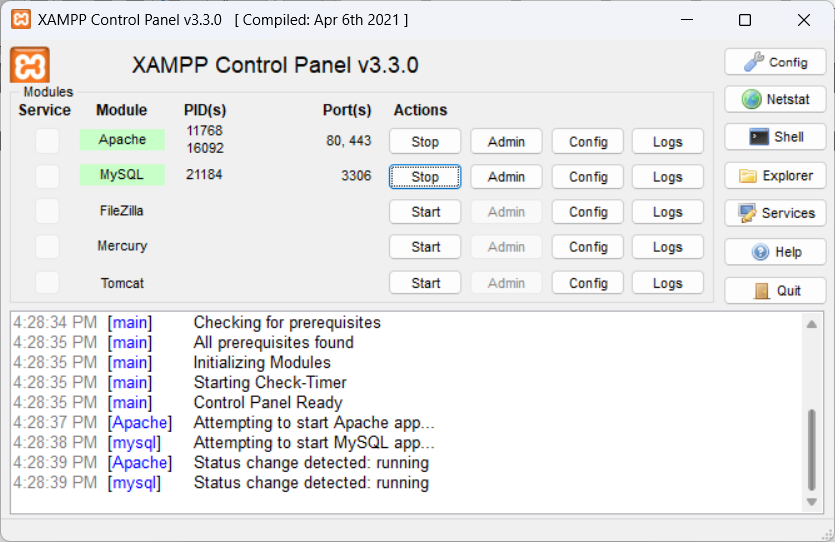 XAMPP Control Panel v3.3.0 [ Compiled: Apr 6th 2021 ]
XAMPP Control Panel v3.3.0
Config
Modules
Service Module PID(s) Port(s) Actions
Netstat
Apache 11768 16092 80, 443 Stop Admin Config Logs
Shell
MySQL 21184 3306 Stop Admin Config Logs
Explorer
FileZilla Start Admin Config Logs
Services
Mercury Start Admin Config Logs
Help
Tomcat Start Admin Config Logs
Quit
4:28:34 PM [main] Checking for prerequisites
4:28:35 PM [main] All prerequisites found
4:28:35 PM [main] Initializing Modules
4:28:35 PM [main] Starting Check-Timer
4:28:35 PM [main] Control Panel Ready
4:28:37 PM [Apache] Attempting to start Apache app...
4:28:38 PM [mysql] Attempting to start MySQL app...
4:28:39 PM [Apache] Status change detected: running
4:28:39 PM [mysql] Status change detected: running